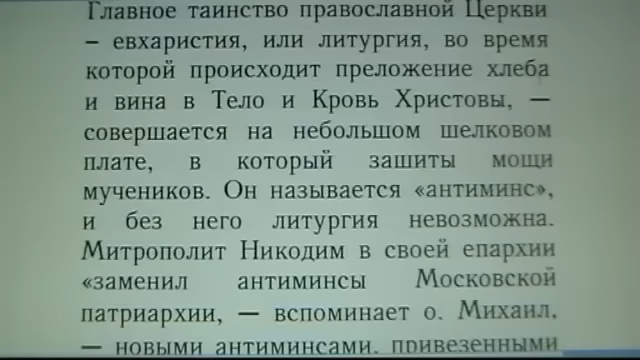 Главное таинство православной Церкви
– евхаристия, или литургия, во время
которой происходит преложение хлеба
и вина в Тело и Кровь Христовы, —
совершается на небольшом шелковом
плате, в который зашиты мощи
мучеников. Он называется «антиминс»,
и без него литургия невозможна.
Митрополит Никодим в своей епархии
«заменил антиминсы Московской
патриархии, — вспоминает о. Михаил,
— новыми антиминсами, привезенными